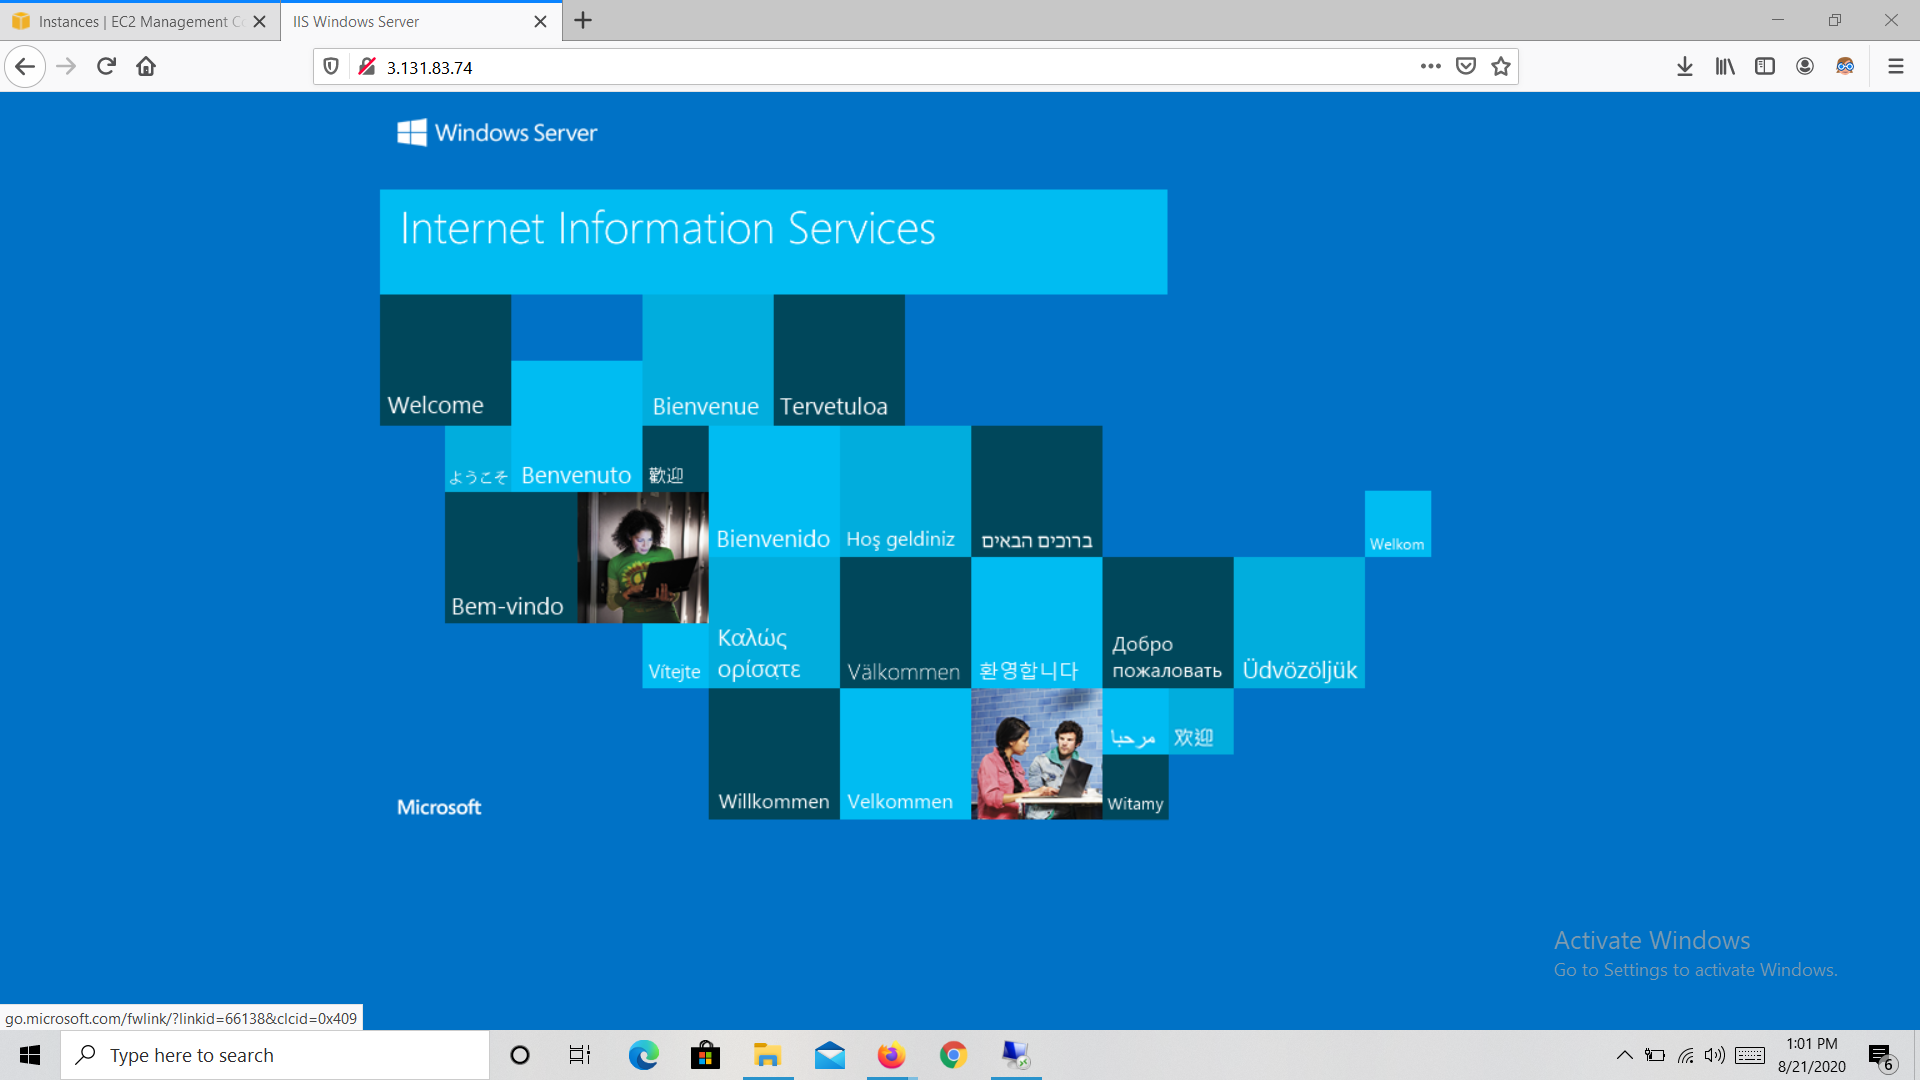 Instances | EC2 Management Co
IIS Windows Server
3.131.83.74
Windows Server
Internet Information Services
Welcome
Bienvenue
Tervetuloa
ようこそ
Benvenuto
歡迎
Bienvenido
Hoş geldiniz
ברוכים הבאים
Welkom
Bem-vindo
Vítejte
Καλώς
ορίσατε
Välkommen
환영합니다
Добро
пожаловать
Üdvözöljük
مرحبا
欢迎
Willkommen
Velkommen
Witamy
Microsoft
Activate Windows
Go to Settings to activate Windows.
go.microsoft.com/fwlink/?linkid=66138&clcid=0x409
Type here to search
1:01 PM
8/21/2020
6